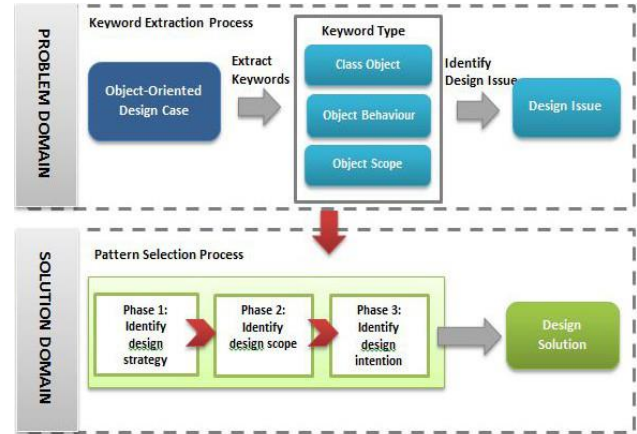 PROBLEM DOMAIN
Keyword Extraction Process
Object-Oriented
Design Case
Extract
Keywords
Keyword Type
Class Object
Object Behaviour
Object Scope
Identify
Design Issue
Design Issue
SOLUTION DOMAIN
Pattern Selection Process
Phase 1:
Identify
design
strategy
Phase 2:
Identify
design scope
Phase 3:
Identify
design
intention
Design
Solution